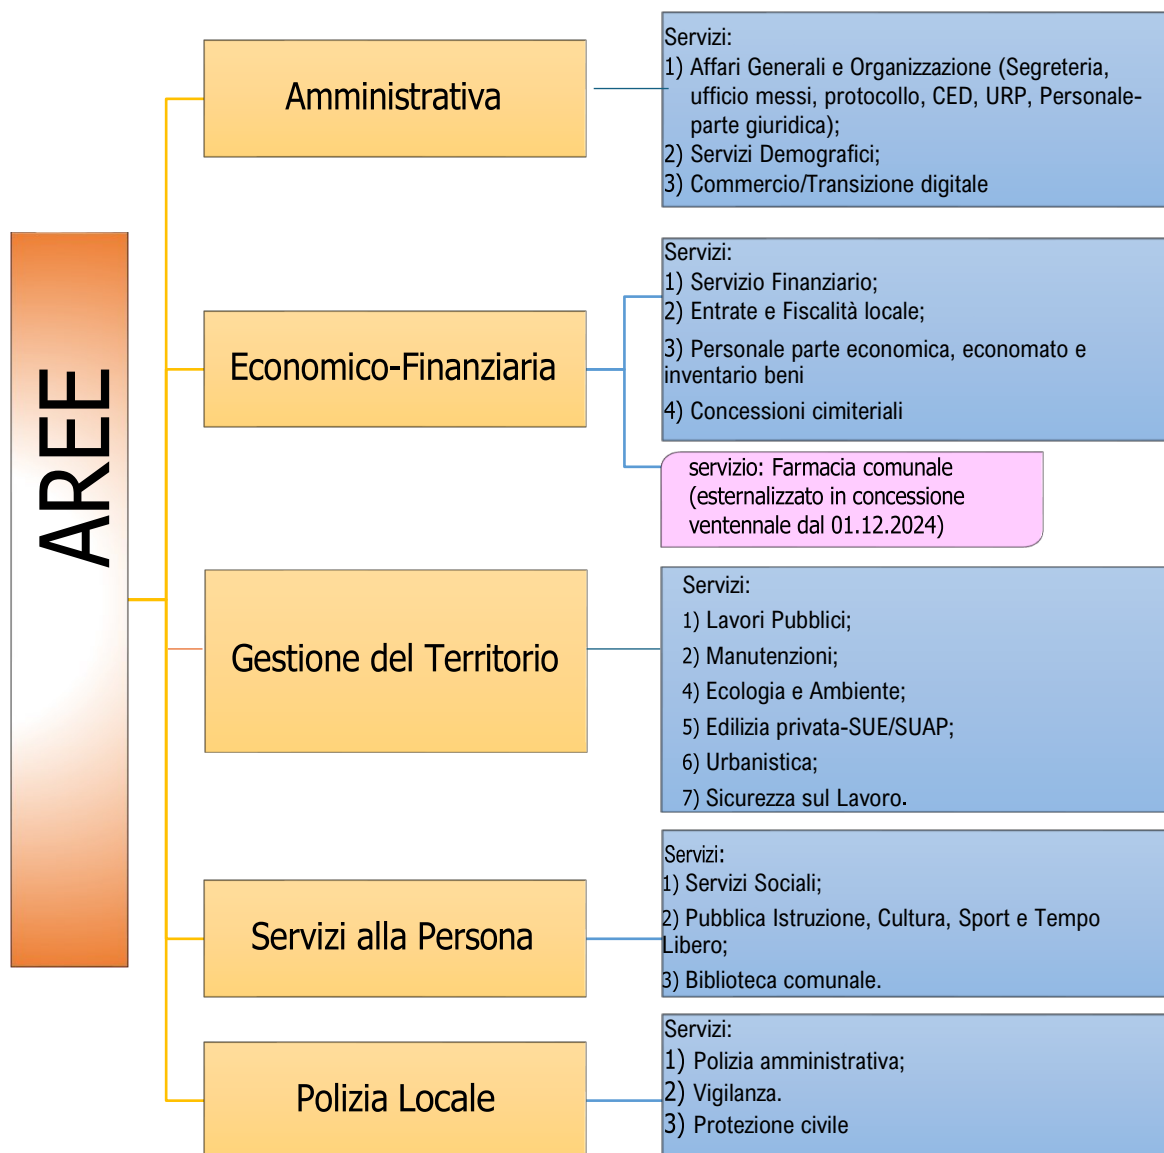 AREE
Amministrativa
Servizi:
1) Affari Generali e Organizzazione (Segreteria,
ufficio messi, protocollo, CED, URP, Personale-
parte giuridica);
2) Servizi Demografici;
3) Commercio/Transizione digitale
Economico-Finanziaria
Servizi:
1) Servizio Finanziario;
2) Entrate e Fiscalità locale;
3) Personale parte economica, economato e
inventario beni
4) Concessioni cimiteriali
servizio: Farmacia comunale
(esternalizzato in concessione
ventennale dal 01.12.2024)
Gestione del Territorio
Servizi:
1) Lavori Pubblici;
2) Manutenzioni;
4) Ecologia e Ambiente;
5) Edilizia privata-SUE/SUAP;
6) Urbanistica;
7) Sicurezza sul Lavoro.
Servizi alla Persona
Servizi:
1) Servizi Sociali;
2) Pubblica Istruzione, Cultura, Sport e Tempo
Libero;
3) Biblioteca comunale.
Polizia Locale
Servizi:
1) Polizia amministrativa;
2) Vigilanza.
3) Protezione civile